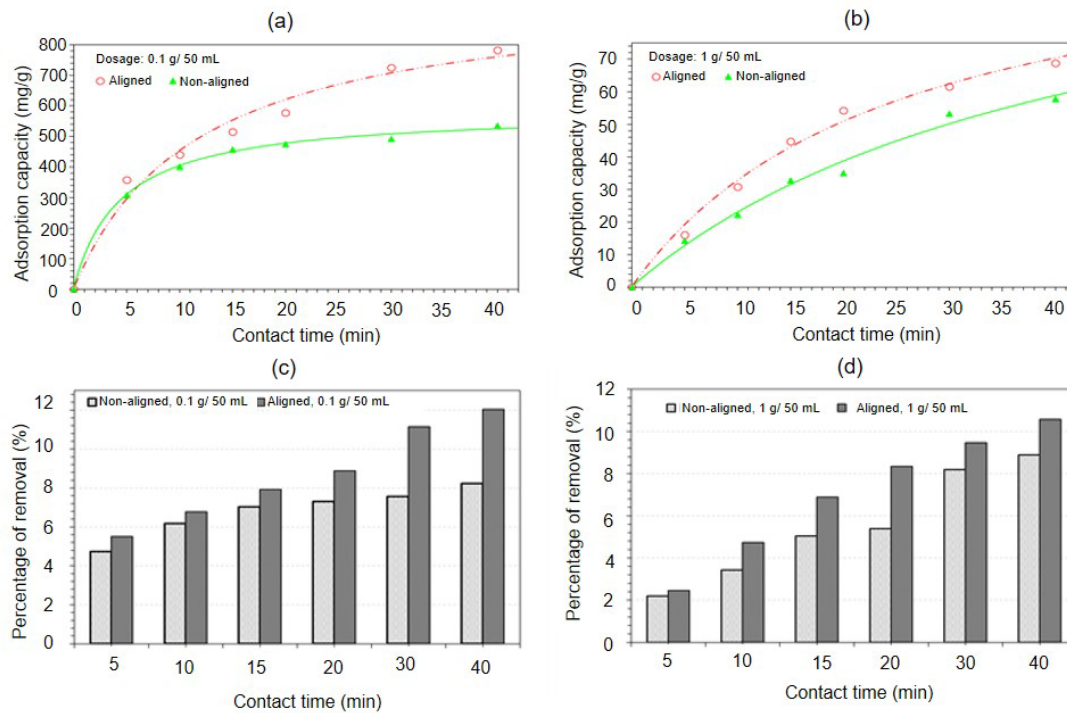 (a)
Dosage: 0.1 g/ 50 mL
Aligned Non-aligned
Adsorption capacity (mg/g)
800
700
600
500
400
300
200
100
0
0 5 10 15 20 25 30 35 40
Contact time (min)
(b)
Dosage: 1 g/ 50 mL
Aligned Non-aligned
Adsorption capacity (mg/g)
70
60
50
40
30
20
10
0
0 5 10 15 20 25 30 35 40
Contact time (min)
(c)
Non-aligned, 0.1 g/ 50 mL Aligned, 0.1 g/ 50 mL
Percentage of removal (%)
12
10
8
6
4
2
0
5 10 15 20 30 40
Contact time (min)
(d)
Non-aligned, 1 g/ 50 mL Aligned, 1 g/ 50 mL
Percentage of removal (%)
12
10
8
6
4
2
0
5 10 15 20 30 40
Contact time (min)